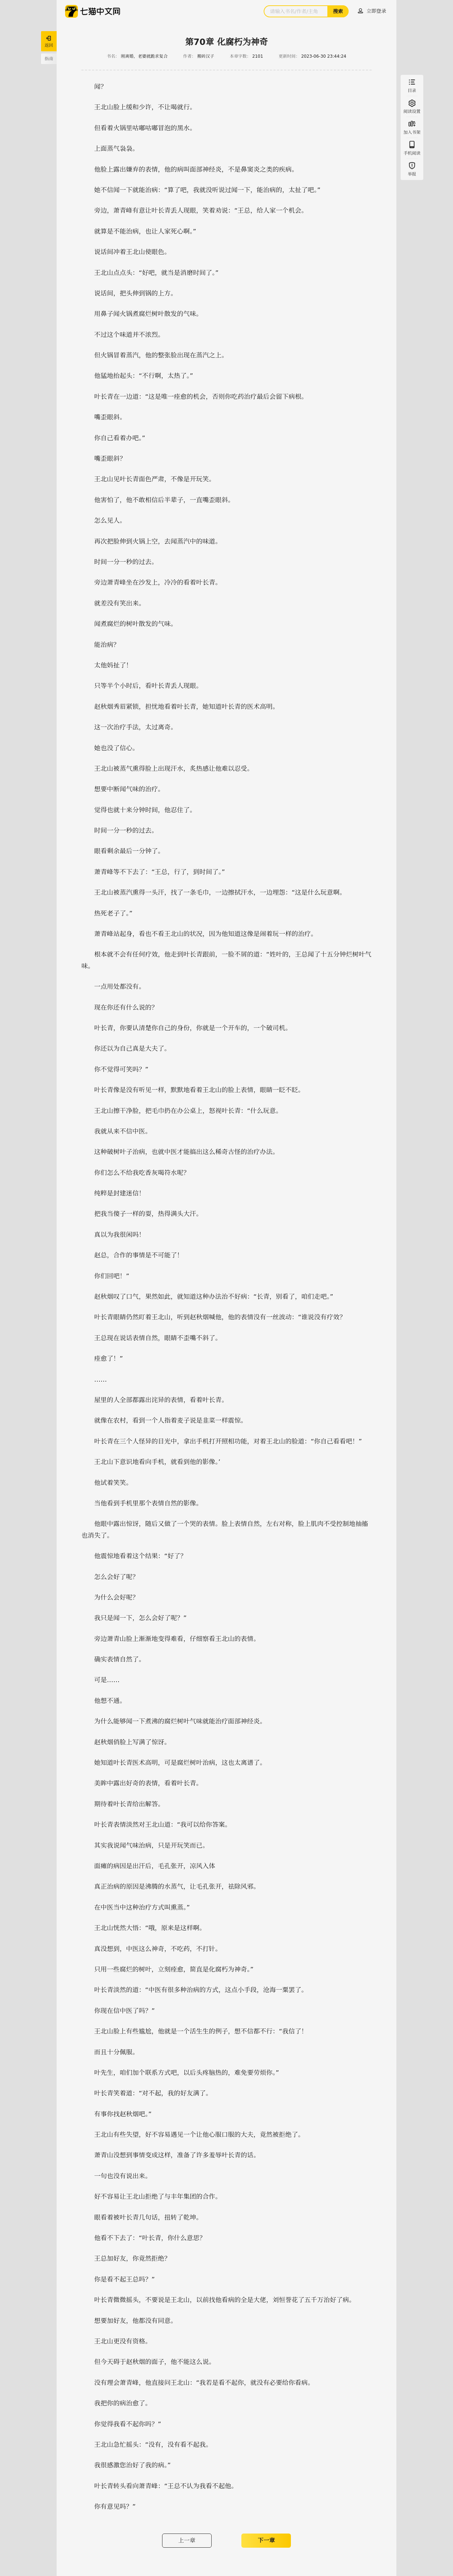 七猫中文网
搜索
立即登录
返回
书架
第70章 化腐朽为神奇
作者：
本章字数： 2101
更新时间： 2023-06-30 23:44:24
目录
阅读设置
加入书架
手机阅读
举报
闻？
王北山脸上缓和少许，不让喝就行。
但看着火锅里咕嘟咕嘟冒泡的黑水。
上面蒸气袅袅。
他脸上露出嫌弃的表情，他的病叫面部神经炎，不是鼻窦炎之类的疾病。
她不信闻一下就能治病：“算了吧，我就没听说过闻一下，能治病的，太扯了吧。”
旁边，萧青峰有意让叶长青丢人现眼，笑着劝说：“王总，给人家一个机会。
就算是不能治病，也让人家死心啊。”
说话间冲着王北山使眼色。
王北山点点头：“好吧，就当是消磨时间了。”
说话间，把头伸到锅的上方。
用鼻子闻火锅煮腐烂树叶散发的气味。
不过这个味道并不浓烈。
但火锅冒着蒸汽，他的整张脸出现在蒸汽之上。
他猛地抬起头：“不行啊，太热了。”
叶长青在一边道：“这是唯一痊愈的机会，否则你吃药治疗最后会留下病根。
嘴歪眼斜。
你自己看着办吧。”
嘴歪眼斜？
王北山见叶长青面色严肃，不像是开玩笑。
他害怕了，他不敢相信后半辈子，一直嘴歪眼斜。
怎么见人。
再次把脸伸到火锅上空，去闻蒸汽中的味道。
时间一分一秒的过去。
旁边萧青峰坐在沙发上，冷冷的看着叶长青。
就差没有笑出来。
闻煮腐烂的树叶散发的气味。
能治病？
太他妈扯了！
只等半个小时后，看叶长青丢人现眼。
赵秋烟秀眉紧锁，担忧地看着叶长青，她知道叶长青的医术高明。
这一次治疗手法，太过离奇。
她也没了信心。
王北山被蒸气熏得脸上出现汗水，炙热感让他难以忍受。
想要中断闻气味的治疗。
觉得也就十来分钟时间，他忍住了。
时间一分一秒的过去。
眼看剩余最后一分钟了。
萧青峰等不下去了：“王总，行了，到时间了。”
王北山被蒸汽熏得一头汗，找了一条毛巾，一边擦拭汗水，一边埋怨：“这是什么玩意啊。
热死老子了。”
萧青峰站起身，看也不看王北山的状况，因为他知道这像是闹着玩一样的治疗。
根本就不会有任何疗效，他走到叶长青跟前，一脸不屑的道：“姓叶的，王总闻了十五分钟烂树叶气
味。
一点用处都没有。
现在你还有什么说的？
叶长青，你要认清楚你自己的身份，你就是一个开车的，一个破司机。
你还以为自己真是大夫了。
你不觉得可笑吗？”
叶长青像是没有听见一样，默默地看着王北山的脸上表情，眼睛一眨不眨。
王北山擦干净脸，把毛巾扔在办公桌上，怒视叶长青：“什么玩意。
我就从来不信中医。
这种破树叶子治病，也就中医才能搞出这么稀奇古怪的治疗办法。
你们怎么不给我吃香灰喝符水呢？
纯粹是封建迷信！
把我当傻子一样的耍，热得满头大汗。
真以为我很闲吗！
赵总，合作的事情是不可能了！
你们回吧！”
赵秋烟叹了口气，果然如此，就知道这种办法治不好病：“长青，别看了，咱们走吧。”
叶长青眼睛仍然盯着王北山，听到赵秋烟喊他，他的表情没有一丝波动：“谁说没有疗效？
王总现在说话表情自然，眼睛不歪嘴不斜了。
痊愈了！”
……
屋里的人全部都露出诧异的表情，看着叶长青。
就像在农村，看到一个人指着麦子说是韭菜一样震惊。
叶长青在三个人怪异的目光中，拿出手机打开照相功能，对着王北山的脸道：“你自己看看吧！”
王北山下意识地看向手机，就看到他的影像。’
他试着笑笑。
当他看到手机里那个表情自然的影像。
他眼中露出惊讶，随后又做了一个哭的表情。脸上表情自然，左右对称，脸上肌肉不受控制地抽搐
也消失了。
他震惊地看着这个结果：“好了？
怎么会好了呢？
为什么会好呢？
我只是闻一下，怎么会好了呢？”
旁边萧青山脸上渐渐地变得难看，仔细察看王北山的表情。
确实表情自然了。
可是……
他想不通。
为什么能够闻一下煮沸的腐烂树叶气味就能治疗面部神经炎。
赵秋烟俏脸上写满了惊讶。
她知道叶长青医术高明，可是腐烂树叶治病，这也太离谱了。
美眸中露出好奇的表情，看着叶长青。
期待着叶长青给出解答。
叶长青表情淡然对王北山道：“我可以给你答案。
其实我说闻气味治病，只是开玩笑而已。
面瘫的病因是出汗后，毛孔张开，凉风入体
真正治病的原因是沸腾的水蒸气，让毛孔张开，祛除风邪。
在中医当中这种治疗方式叫熏蒸。”
王北山恍然大悟：“哦，原来是这样啊。
真没想到，中医这么神奇，不吃药，不打针。
只用一些腐烂的树叶，立刻痊愈，简直是化腐朽为神奇。”
叶长青淡然的道：“中医有很多种治病的方式，这点小手段，沧海一粟罢了。
你现在信中医了吗？”
王北山脸上有些尴尬，他就是一个活生生的例子，想不信都不行：“我信了！
而且十分佩服。
叶先生，咱们加个联系方式吧，以后头疼脑热的，难免要劳烦你。”
叶长青笑着道：“对不起，我的好友满了。
有事你找赵秋烟吧。”
王北山有些失望，好不容易遇见一个让他心服口服的大夫，竟然被拒绝了。
萧青山没想到事情变成这样，准备了许多羞辱叶长青的话。
一句也没有说出来。
好不容易让王北山拒绝了与丰年集团的合作。
眼看着被叶长青几句话，扭转了乾坤。
他看不下去了：“叶长青，你什么意思？
王总加好友，你竟然拒绝？
你是看不起王总吗？”
叶长青微微摇头，不要说是王北山，以前找他看病的全是大佬，刘恒誉花了五千万治好了病。
想要加好友，他都没有同意。
王北山更没有资格。
但今天碍于赵秋烟的面子，他不能这么说。
没有理会萧青峰，他直接问王北山：“我若是看不起你，就没有必要给你看病。
我把你的病治愈了。
你觉得我看不起你吗？”
王北山急忙摇头：“没有，没有看不起我。
我很感激您治好了我的病。”
叶长青转头看向萧青峰：“王总不认为我看不起他。
你有意见吗？”
上一章
下一章